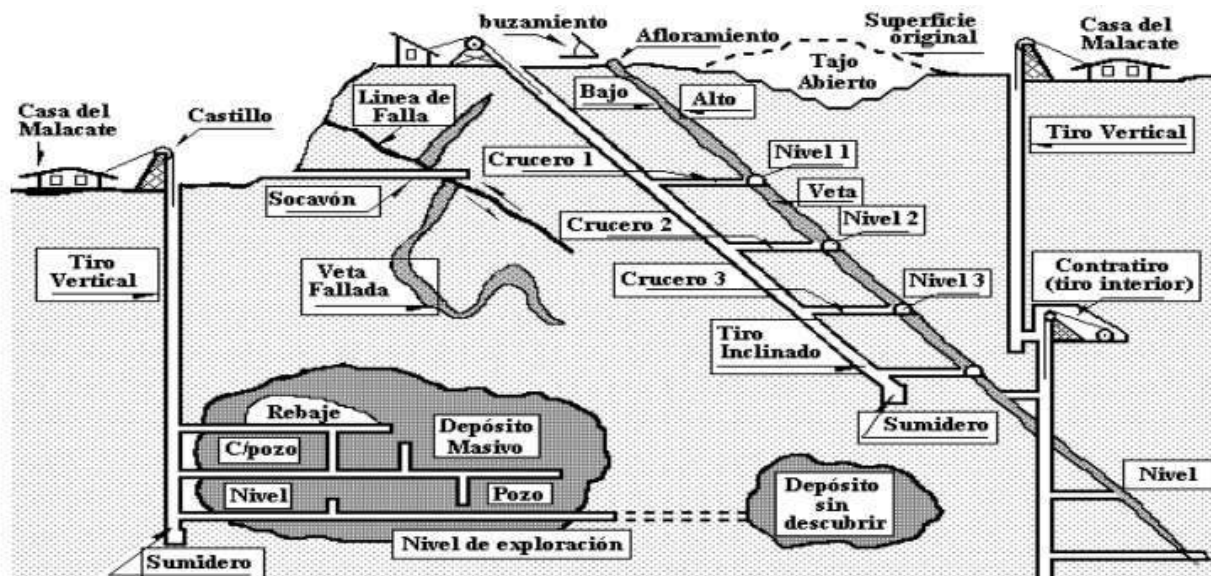 buzamiento
Afloramiento
Superficie
original
Casa del
Malacate
Tajo
Abierto
Casa del
Malacate
Castillo
Linea de
Falla
Bajo
Alto
Tiro Vertical
Crucero 1
Nivel 1
Socavón
Veta
Crucero 2
Nivel 2
Tiro
Vertical
Veta
Fallada
Crucero 3
Nivel 3
Contratiro
(tiro interior)
Tiro
Inclinado
Rebaje
Depósito
Masivo
Sumidero
C/pozo
Nivel
Nivel
Pozo
Depósito
sin
descubrir
Nivel de exploración
Sumidero